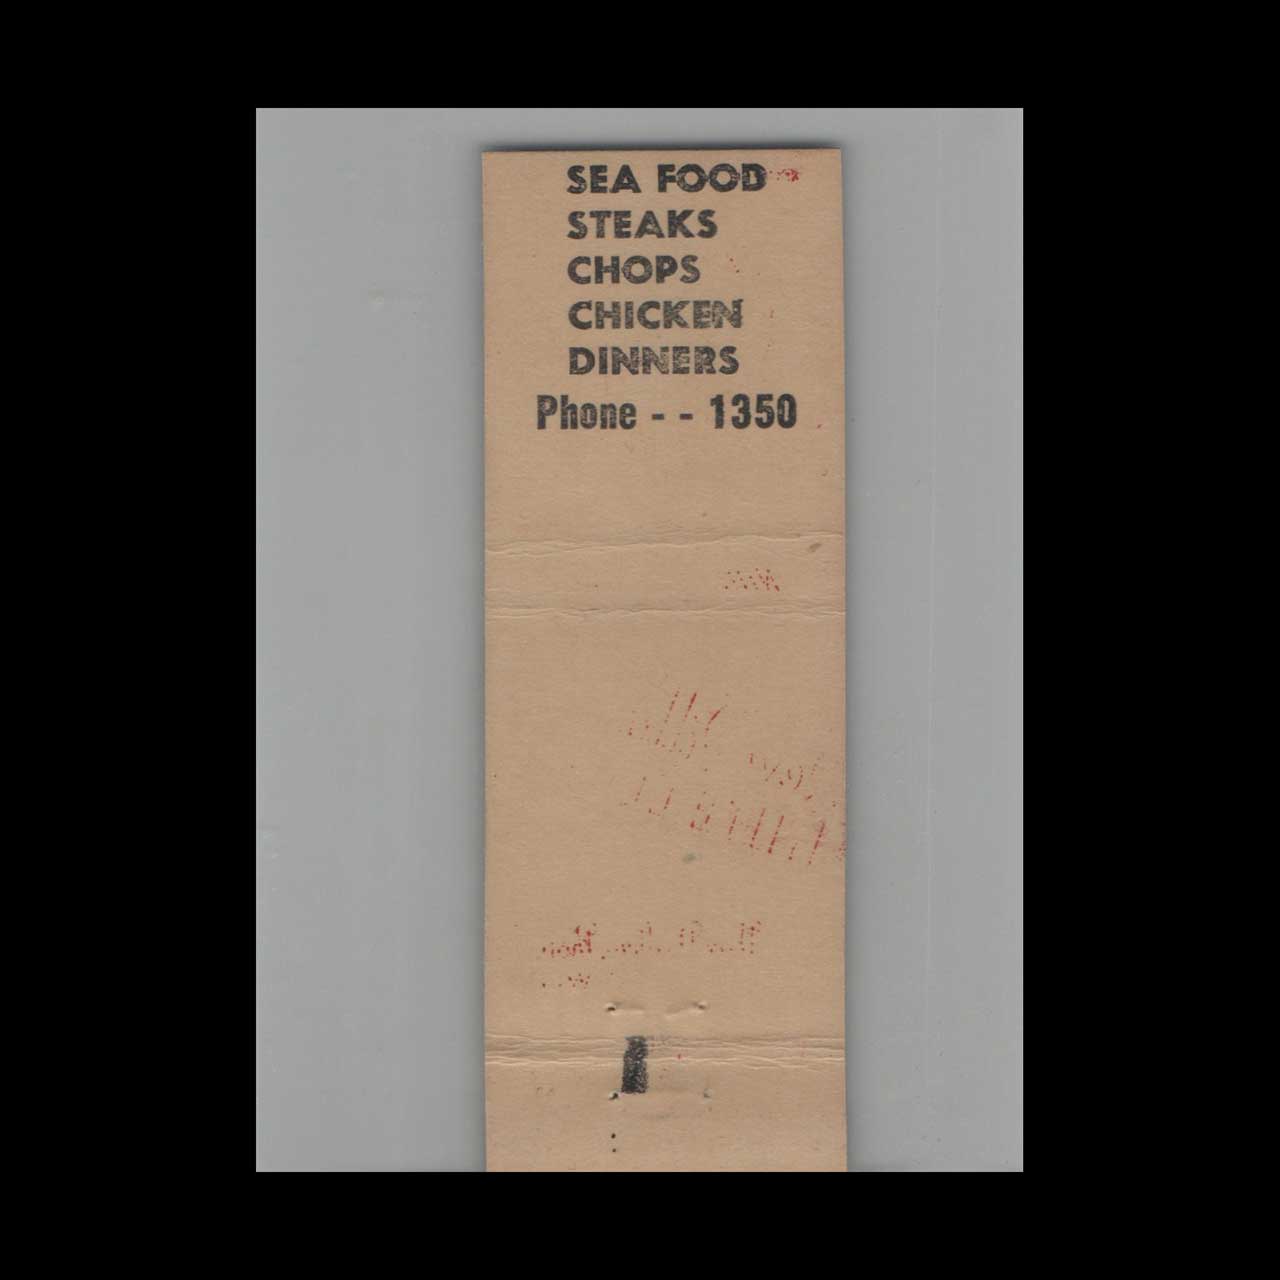 SEA FOOD
STEAKS
CHOPS
CHICKEN
DINNERS
Phone - - 1350